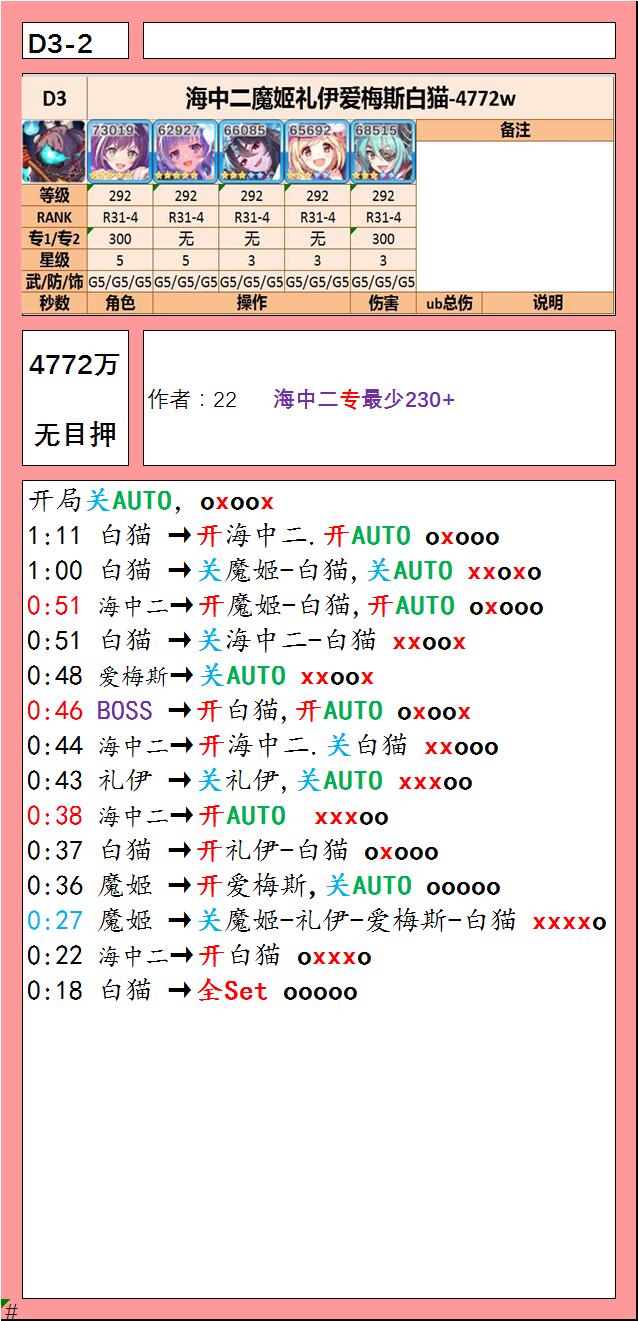 D3-2
D3 海中二魔姬礼伊爱梅斯白猫-4772w
73019 62927 66085 65692 68515 备注
等级 292 292 292 292 292
RANK R31-4 R31-4 R31-4 R31-4 R31-4
专1/专2 300 无 无 无 300
星级 5 5 3 3 3
武/防/饰 G5/G5/G5 G5/G5/G5 G5/G5/G5 G5/G5/G5 G5/G5/G5
秒数 角色 操作 伤害 ub总伤 说明
4772万
无目押
作者：22 海中二专最少230+
开局关AUTO, oxoox
1:11 白猫 →开海中二.开AUTO oxooo
1:00 白猫 →关魔姬-白猫,关AUTO xxoxo
0:51 海中二→开魔姬-白猫,开AUTO oxooo
0:51 白猫 →关海中二-白猫 xxoox
0:48 爱梅斯→关AUTO xxoox
0:46 BOSS →开白猫,开AUTO oxoox
0:44 海中二→开海中二.关白猫 xxooo
0:43 礼伊 →关礼伊,关AUTO xxxoo
0:38 海中二→开AUTO xxxoo
0:37 白猫 →开礼伊-白猫 oxooo
0:36 魔姬 →开爱梅斯,关AUTO ooooo
0:27 魔姬 →关魔姬-礼伊-爱梅斯-白猫 xxxxo
0:22 海中二→开白猫 oxxxo
0:18 白猫 →全Set ooooo
#